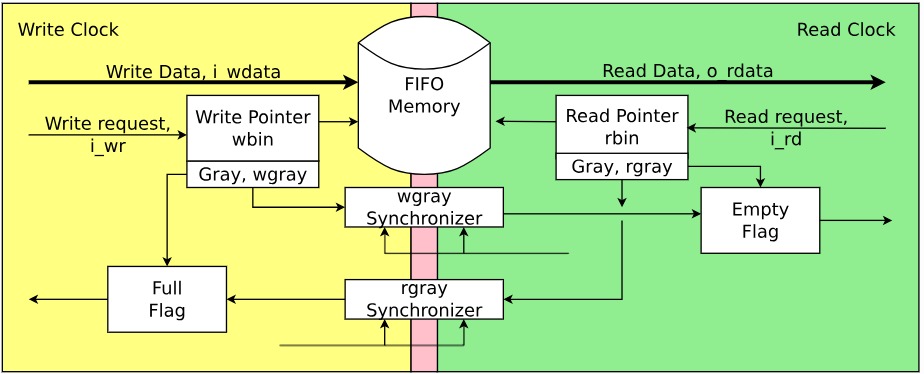 Write Clock
Read Clock
Write Data, i_wdata
FIFO
Memory
Read Data, o_rdata
Write request,
i_wr
Write Pointer
wbin
Gray, wgray
Read Pointer
rbin
Gray, rgray
Read request,
i_rd
wgray
Synchronizer
Empty
Flag
Full
Flag
rgray
Synchronizer